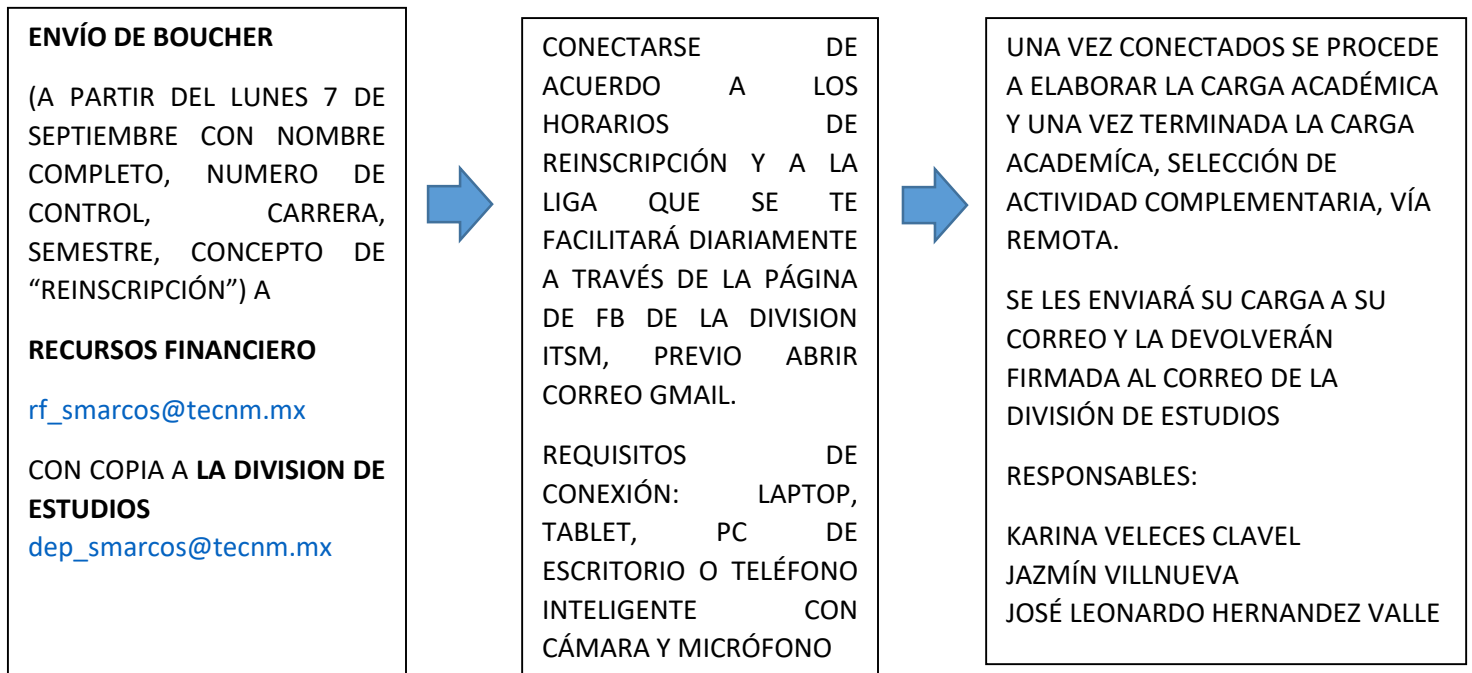 ENVÍO DE BOUCHER
(A PARTIR DEL LUNES 7 DE
SEPTIEMBRE CON NOMBRE
COMPLETO, NUMERO DE
CONTROL, CARRERA,
SEMESTRE, CONCEPTO DE
“REINSCRIPCIÓN”) A
RECURSOS FINANCIERO
rf_smarcos@tecnm.mx
CON COPIA A LA DIVISION DE
ESTUDIOS
dep_smarcos@tecnm.mx
CONECTARSE DE
ACUERDO A LOS
HORARIOS DE
REINSCRIPCIÓN Y A LA
LIGA QUE SE TE
FACILITARÁ DIARIAMENTE
A TRAVÉS DE LA PÁGINA
DE FB DE LA DIVISION
ITSM, PREVIO ABRIR
CORREO GMAIL.
REQUISITOS DE
CONEXIÓN: LAPTOP,
TABLET, PC DE
ESCRITORIO O TELÉFONO
INTELIGENTE CON
CÁMARA Y MICRÓFONO
UNA VEZ CONECTADOS SE PROCEDE
A ELABORAR LA CARGA ACADÉMICA
Y UNA VEZ TERMINADA LA CARGA
ACADEMÍCA, SELECCIÓN DE
ACTIVIDAD COMPLEMENTARIA, VÍA
REMOTA.
SE LES ENVIARÁ SU CARGA A SU
CORREO Y LA DEVOLVERÁN
FIRMADA AL CORREO DE LA
DIVISIÓN DE ESTUDIOS
RESPONSABLES:
KARINA VELECES CLAVEL
JAZMÍN VILLNUEVA
JOSÉ LEONARDO HERNANDEZ VALLE